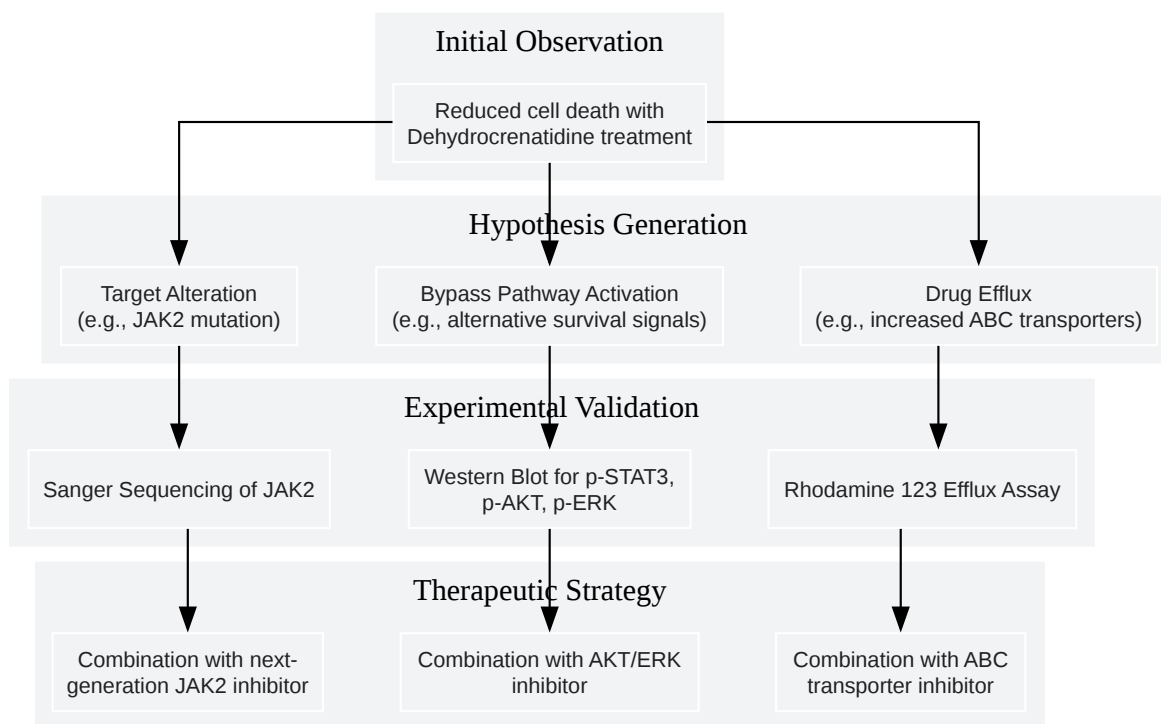 Initial Observation
Reduced cell death with
Dehydrocrenatidine treatment
Hypothesis Generation
Target Alteration
(e.g., JAK2 mutation)
Bypass Pathway Activation
(e.g., alternative survival signals)
Drug Efflux
(e.g., increased ABC transporters)
Experimental Validation
Sanger Sequencing of JAK2
Western Blot for p-STAT3,
p-AKT, p-ERK
Rhodamine 123 Efflux Assay
Therapeutic Strategy
Combination with next-
generation JAK2 inhibitor
Combination with AKT/ERK
inhibitor
Combination with ABC
transporter inhibitor